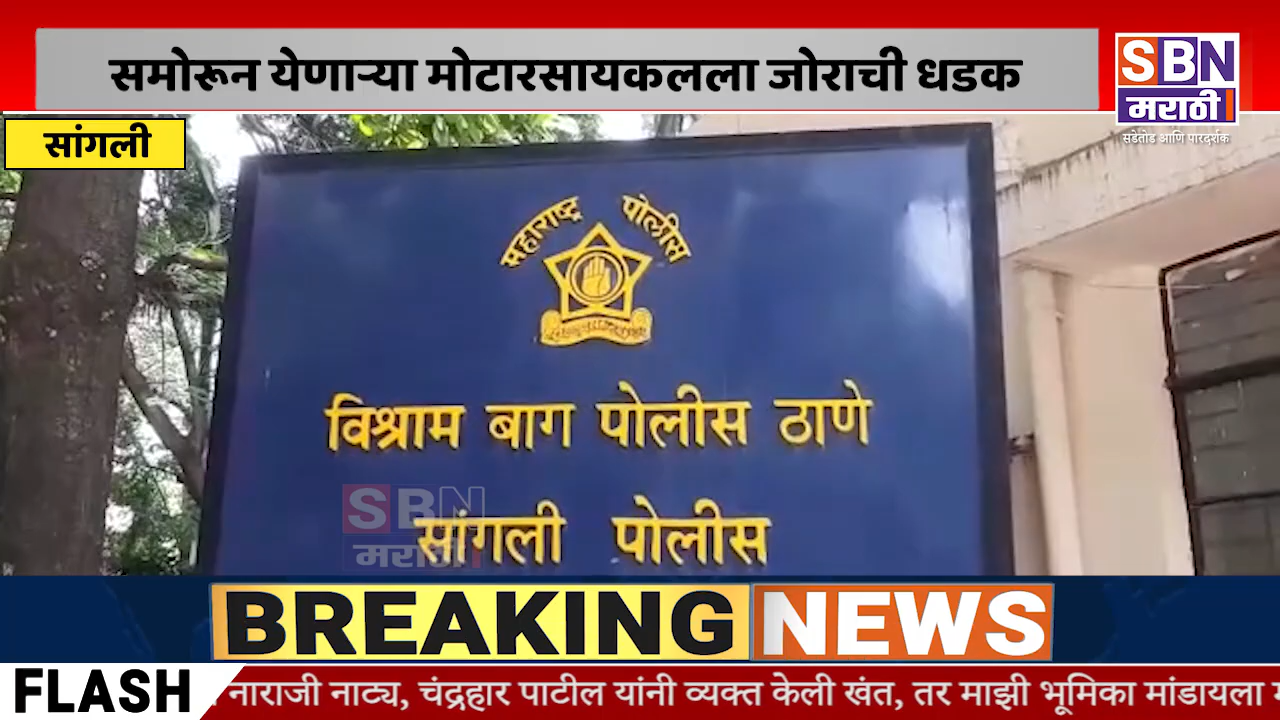 समोरून येणाऱ्या मोटारसायकलला जोराची धडक
SBN
मराठी
सडेतोड आणि पारदर्शक
सांगली
महाराष्ट्र पोलीस
विश्राम बाग पोलीस ठाणे
सांगली पोलीस
SBN
मराठी
BREAKING NEWS
FLASH
नाराजी नाट्य, चंद्रहार पाटील यांनी व्यक्त केली खंत, तर माझी भूमिका मांडायला